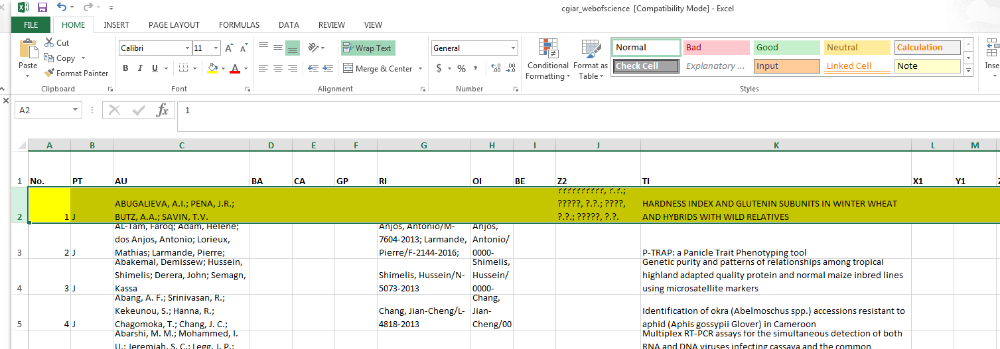 cgiar_webofscience [Compatibility Mode] - Excel
FILE HOME INSERT PAGE LAYOUT FORMULAS DATA REVIEW VIEW
Paste
Cut
Copy
Format Painter
Clipboard
Calibri 11
B I U
Font
Wrap Text
Merge & Center
Alignment
General
$ % ,
Number
Conditional
Formatting
Format as
Table
Normal Bad Good Neutral Calculation
Check Cell Explanatory ... Input Linked Cell Note
Styles
Inse
A2 fx 1
A B C D E F G H I J K L M
1 No. PT AU BA CA GP RI OI BE Z2 TI X1 Y1
2 1 J
ABUGALIEVA, A.I.; PENA, J.R.;
BUTZ, A.A.; SAVIN, T.V.
??????????, ?.?.;
?????, ?.?.; ????,
?.?.; ?????, ?.?.
HARDNESS INDEX AND GLUTENIN SUBUNITS IN WINTER WHEAT
AND HYBRIDS WITH WILD RELATIVES
3 2 J
AL-Tam, Faroq; Adam, Helene;
dos Anjos, Antonio; Lorieux,
Mathias; Larmande, Pierre;
Anjos, Antonio/M-
7604-2013; Larmande,
Pierre/F-2144-2016;
Anjos,
Antonio/
0000-
P-TRAP: a Panicle Trait Phenotyping tool
4 3 J
Abakemal, Demissew; Hussein,
Shimelis; Derera, John; Semagn,
Kassa
Shimelis, Hussein/N-
5073-2013
Shimelis,
Hussein/
0000-
Genetic purity and patterns of relationships among tropical
highland adapted quality protein and normal maize inbred lines
using microsatellite markers
5 4 J
Abang, A. F.; Srinivasan, R.;
Kekeunou, S.; Hanna, R.;
Chagomoka, T.; Chang, J. C.;
Chang, Jian-Cheng/L-
4818-2013
Chang,
Jian-
Cheng/00
Identification of okra (Abelmoschus spp.) accessions resistant to
aphid (Aphis gossypii Glover) in Cameroon
Abarshi, M. M.; Mohammed, I.
U.; Jeremiah, S. C.; Legg, J. P.;
Multiplex RT-PCR assays for the simultaneous detection of both
RNA and DNA viruses infecting cassava and the common